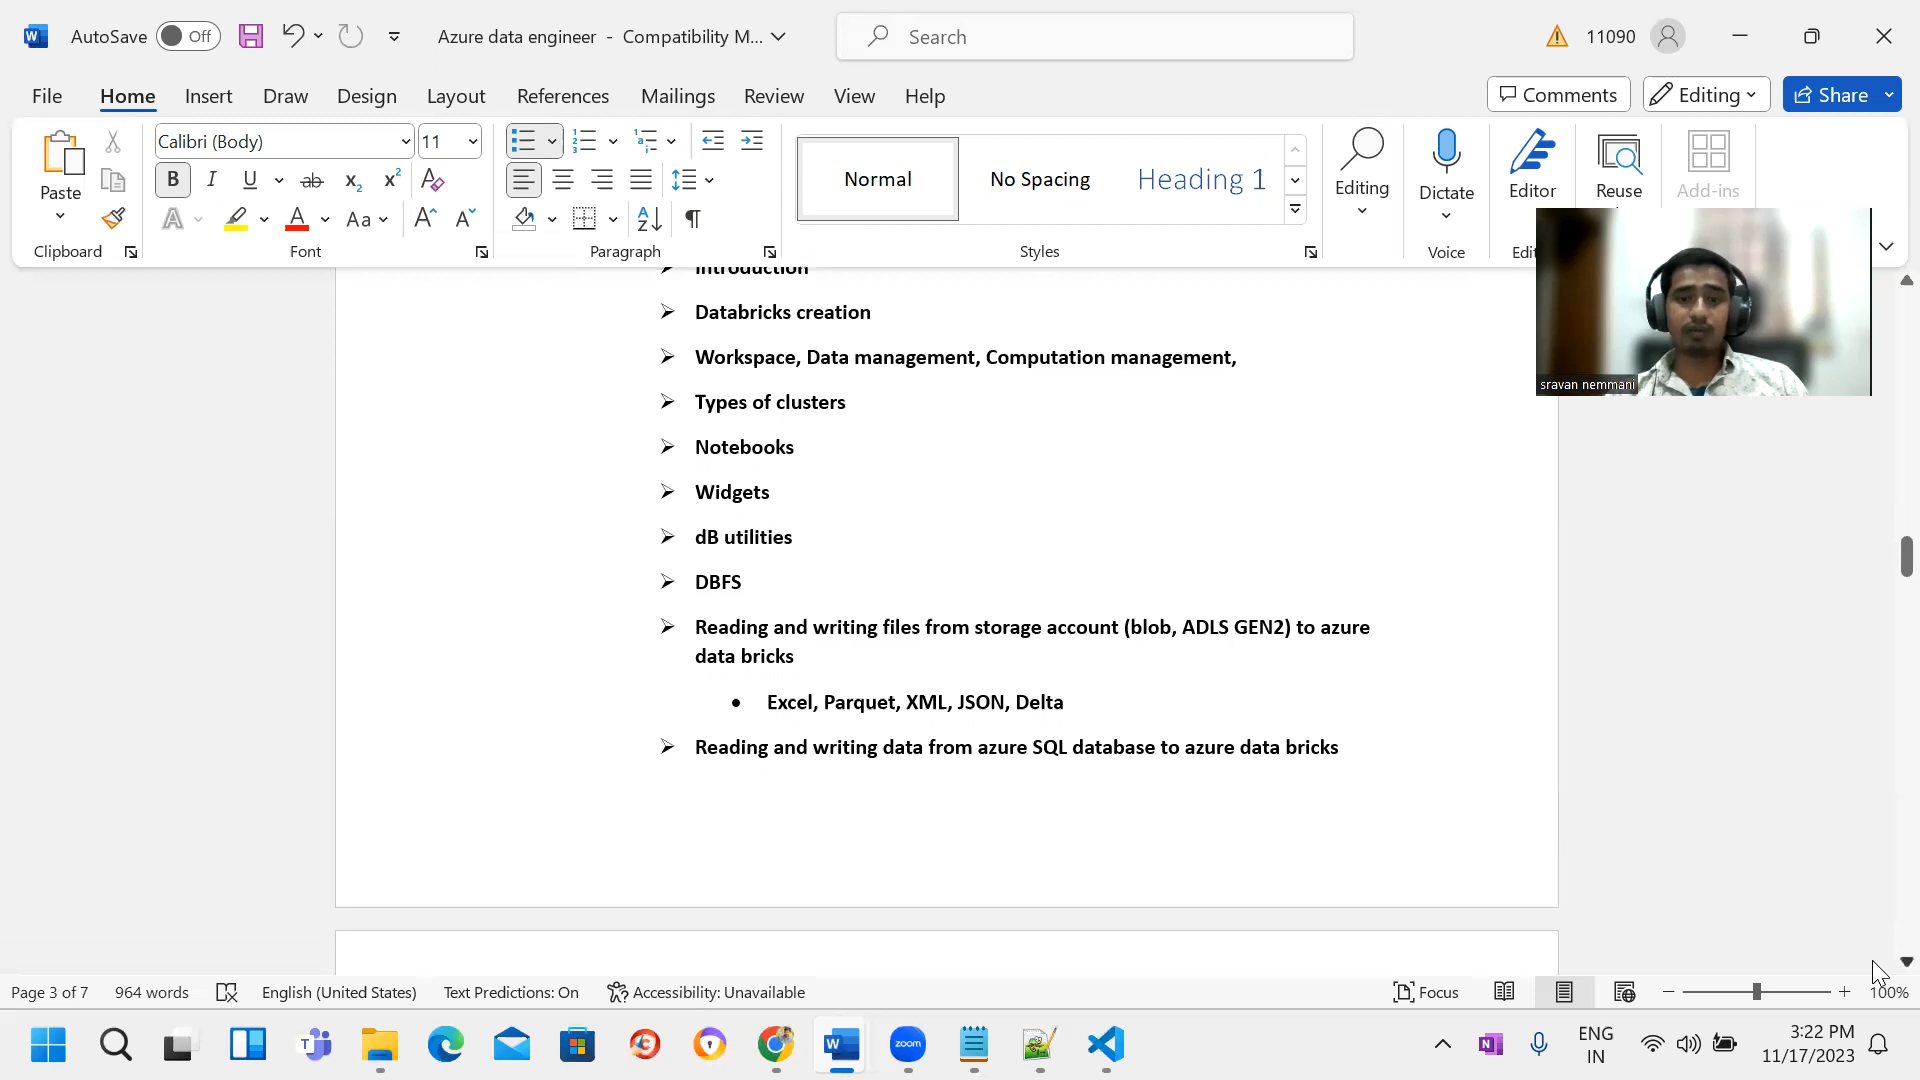 AutoSave Off Azure data engineer - Compatibility M... Search 11090
File Home Insert Draw Design Layout References Mailings Review View Help Comments Editing Share
Calibri (Body) 11
Paste
Normal No Spacing Heading 1
Editing Dictate Editor Reuse Add-ins
Clipboard Font Paragraph Styles Voice
Introduction
Databricks creation
Workspace, Data management, Computation management,
Types of clusters
sravan nemmani
Notebooks
Widgets
dB utilities
DBFS
Reading and writing files from storage account (blob, ADLS GEN2) to azure
data bricks
Excel, Parquet, XML, JSON, Delta
Reading and writing data from azure SQL database to azure data bricks
Page 3 of 7 964 words English (United States) Text Predictions: On Accessibility: Unavailable Focus 100%
zoom
ENG
IN
3:22 PM
11/17/2023